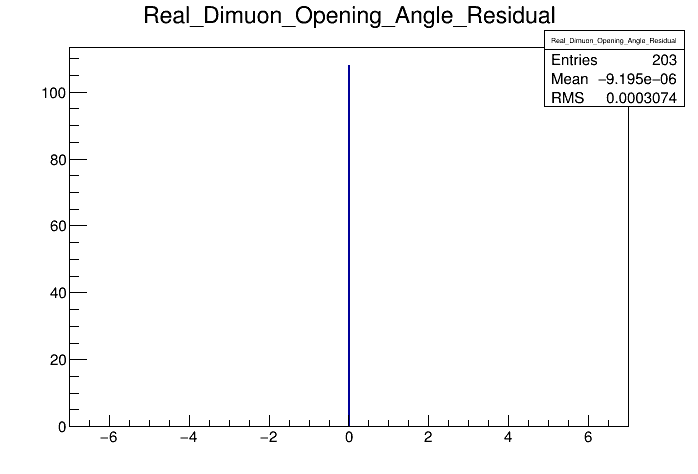 Real_Dimuon_Opening_Angle_Residual
Real_Dimuon_Opening_Angle_Residual
Entries 203
Mean −9.195e−06
RMS 0.0003074
100
80
60
40
20
0
−6 −4 −2 0 2 4 6